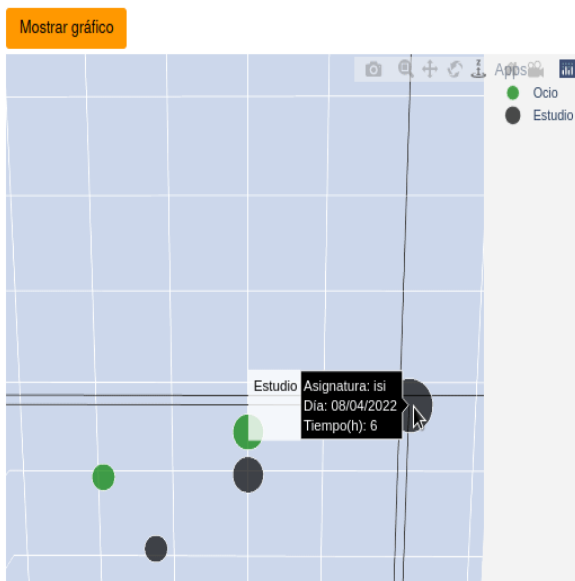 Mostrar gráfico
Apps
Ocio
Estudio
Estudio
Asignatura: isi
Día: 08/04/2022
Tiempo(h): 6